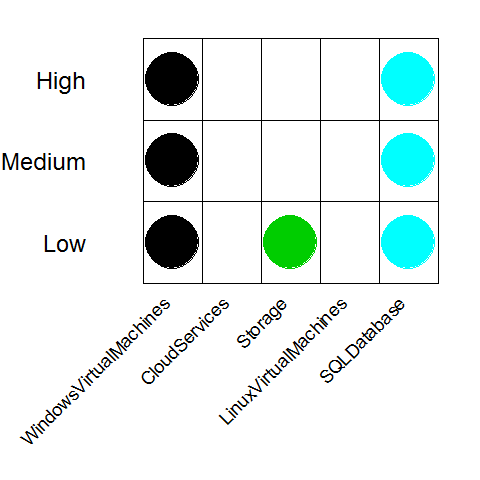 High
Medium
Low
WindowsVirtualMachines
CloudServices
Storage
LinuxVirtualMachines
SQLDatabase